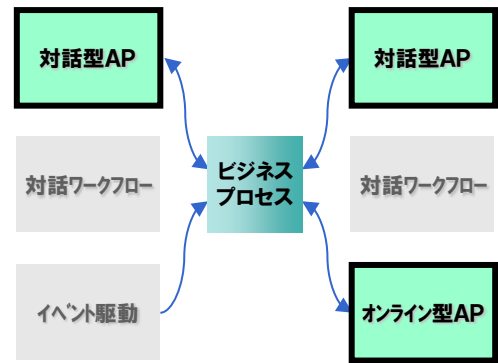 対話型AP
対話型AP
対話ワークフロー
ビジネス
プロセス
対話ワークフロー
イベント駆動
オンライン型AP